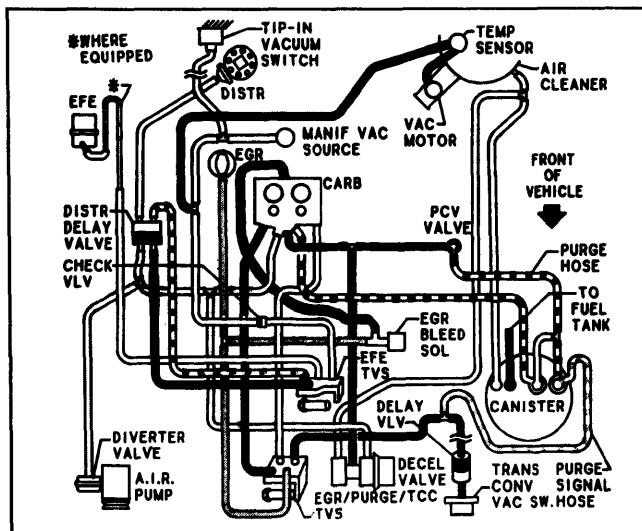 *WHERE
EQUIPPED
*
EFE
TIP-IN
VACUUM
SWITCH
DISTR
TEMP
SENSOR
AIR
CLEANER
VAC
MOTOR
MANIF VAC
SOURCE
EGR
CARB
FRONT
OF
VEHICLE
DISTR
DELAY
VALVE
PCV
VALVE
PURGE
HOSE
CHECK
VLV
TO
FUEL
TANK
EGR
BLEED
SOL
EFE
TVS
CANISTER
DELAY
VLV
DIVERTER
VALVE
A.I.R.
PUMP
DECEL
VALVE
EGR/PURGE/TCC
TVS
TRANS
CONV
VAC SW.
PURGE
SIGNAL
HOSE